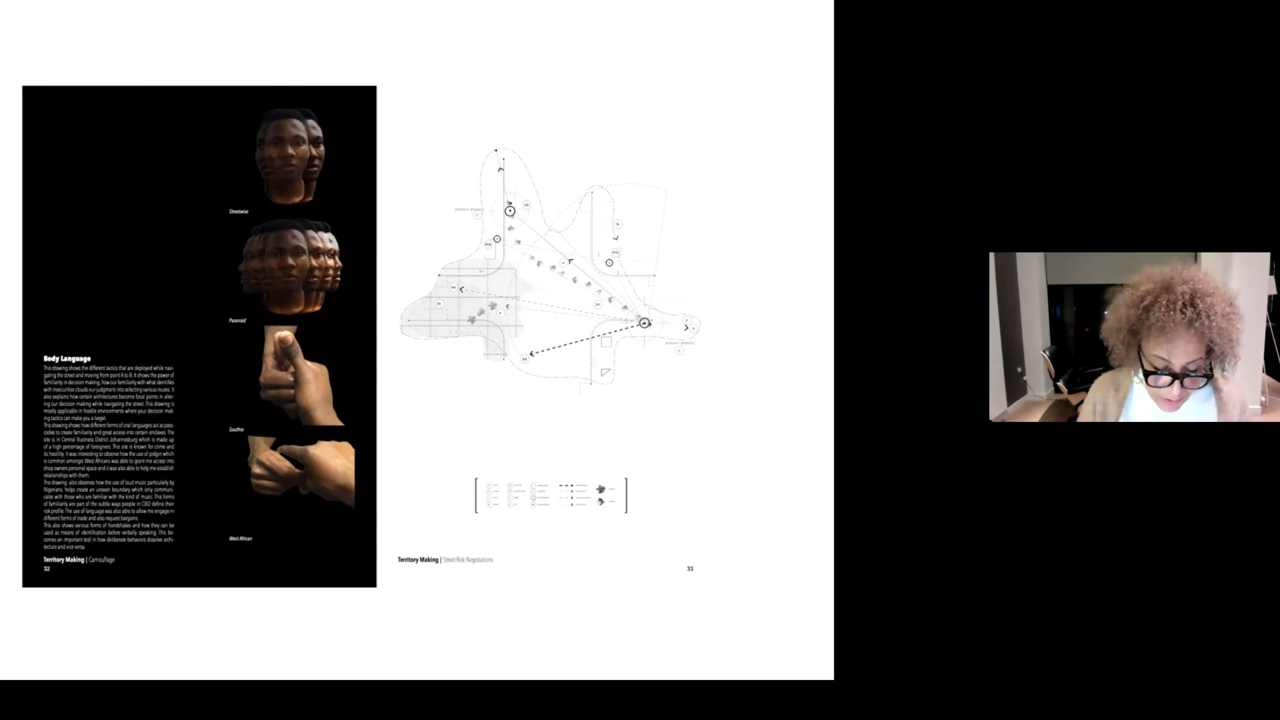 Streetwise
Paranoid
Southie
West African
Body Language
This drawing shows the different tactics that are deployed while navi-
gating the street and moving from point A to B. It shows the power of
familiarity in decision making, how our familiarity with what identifies
with insecurities clouds our judgment into selecting various routes. It
also explains how certain architectures become focal points in alter-
ing our decision making while navigating the street. This drawing is
mostly applicable in hostile environments where your decision mak-
ing tactics can make you a target.
This drawing shows how different forms of oral languages act as pass-
codes to create familiarity and great access into certain enclaves. The
site is in Central Business District Johannesburg which is made up
of a high percentage of foreigners. This site is known for crime and
its hostility. It was interesting to observe how the use of pidgin which
is common amongst West Africans was able to grant me access into
shop owners personal space and it was also able to help me establish
relationships with them.
The drawing also observes how the use of loud music particularly by
Nigerians, helps create an unseen boundary which only communi-
cates with those who are familiar with the kind of music. This forms
of familiarity are part of the subtle ways people in CBD define their
risk profile. The use of language was also able to allow me engage in
different forms of trade and also request bargains.
This also shows various forms of handshakes and how they can be
used as means of identification before verbally speaking. This be-
comes an important tool in how deliberate behaviors dissolve archi-
tecture and vice versa.
Territory Making | Camouflage
32
Territory Making | Street Risk Negotiations
33